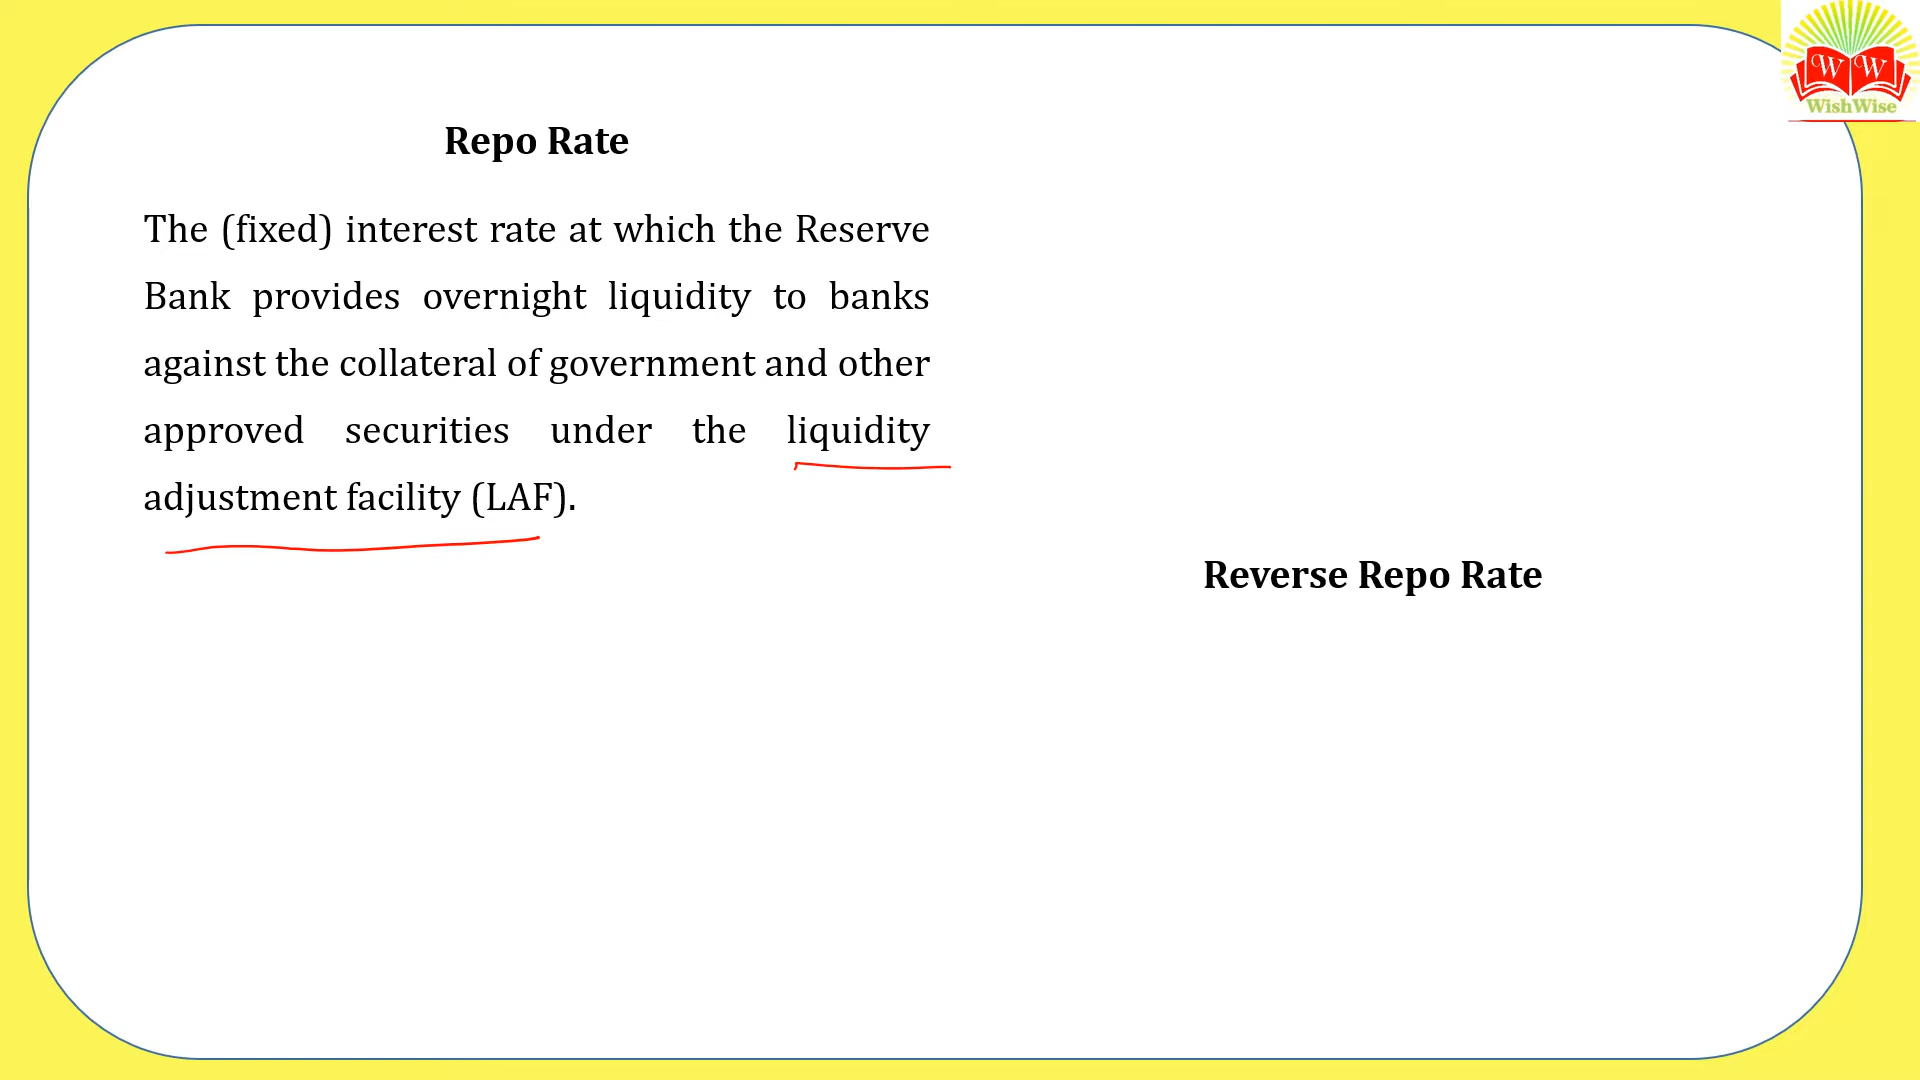 W W
WishWise
Repo Rate
The (fixed) interest rate at which the Reserve
Bank provides overnight liquidity to banks
against the collateral of government and other
approved securities under the liquidity
adjustment facility (LAF).
Reverse Repo Rate